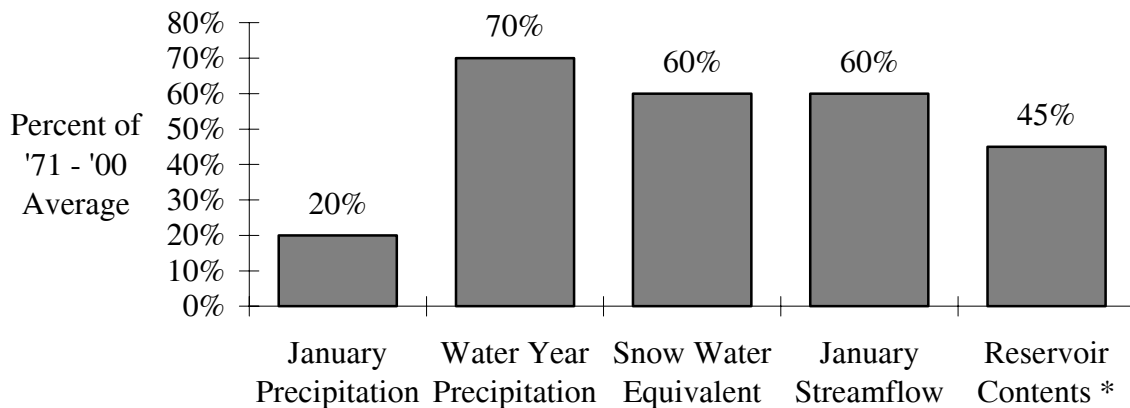 Percent of
'71 - '00
Average
80%
70%
60%
50%
40%
30%
20%
10%
0%
20%
70%
60%
60%
45%
January
Precipitation
Water Year
Precipitation
Snow Water
Equivalent
January
Streamflow
Reservoir
Contents *